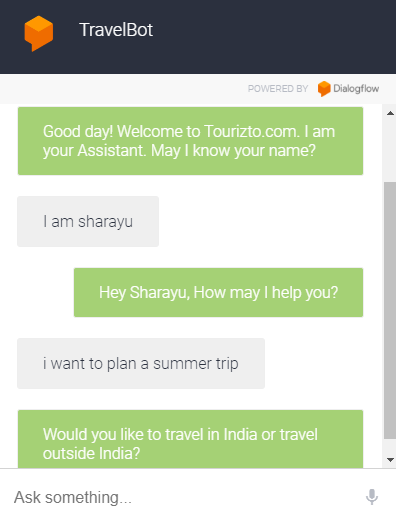 TravelBot
POWERED BY Dialogflow
Good day! Welcome to Tourizto.com. I am
your Assistant. May I know your name?
I am sharayu
Hey Sharayu, How may I help you?
i want to plan a summer trip
Would you like to travel in India or travel
outside India?
Ask something...